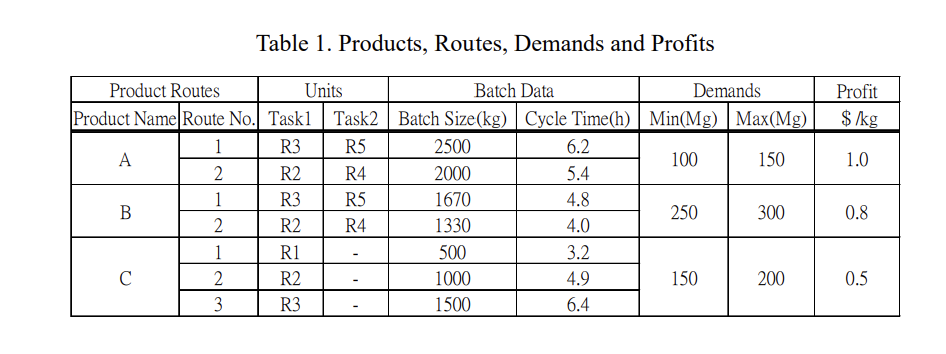 Table 1. Products, Routes, Demands and Profits
Product Routes Units Batch Data Demands Profit
Product Name Route No. Task1 Task2 Batch Size(kg) Cycle Time(h) Min(Mg) Max(Mg) $ /kg
A 1 R3 R5 2500 6.2 100 150 1.0
2 R2 R4 2000 5.4
B 1 R3 R5 1670 4.8 250 300 0.8
2 R2 R4 1330 4.0
C 1 R1 - 500 3.2 150 200 0.5
2 R2 - 1000 4.9
3 R3 - 1500 6.4